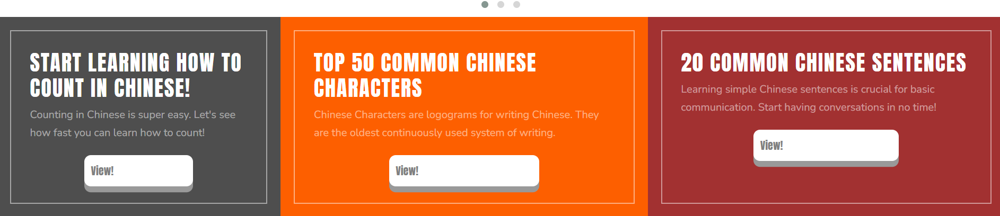 START LEARNING HOW TO
COUNT IN CHINESE!
Counting in Chinese is super easy. Let's see
how fast you can learn how to count!
View!
TOP 50 COMMON CHINESE
CHARACTERS
Chinese Characters are logograms for writing Chinese. They
are the oldest continuously used system of writing.
View!
20 COMMON CHINESE SENTENCES
Learning simple Chinese sentences is crucial for basic
communication. Start having conversations in no time!
View!